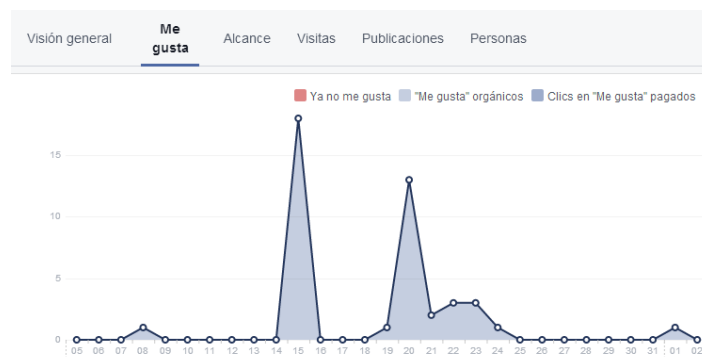 Visión general Me gusta Alcance Visitas Publicaciones Personas
Ya no me gusta "Me gusta" orgánicos Clics en "Me gusta" pagados
15
10
5
0
05 06 07 08 09 10 11 12 13 14 15 16 17 18 19 20 21 22 23 24 25 26 27 28 29 30 31 01 02